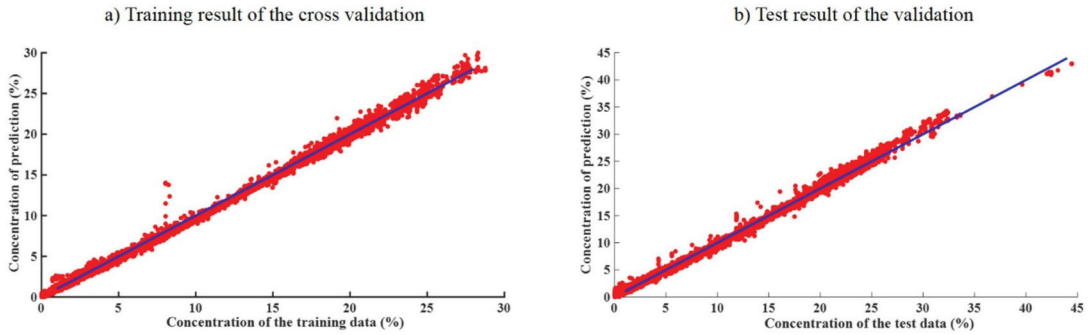 a) Training result of the cross validation
Concentration of prediction (%)
30
25
20
15
10
5
0
0 5 10 15 20 25 30
Concentration of the training data (%)
b) Test result of the validation
Concentration of prediction (%)
45
40
35
30
25
20
15
10
5
0
0 5 10 15 20 25 30 35 40 45
Concentration of the test data (%)